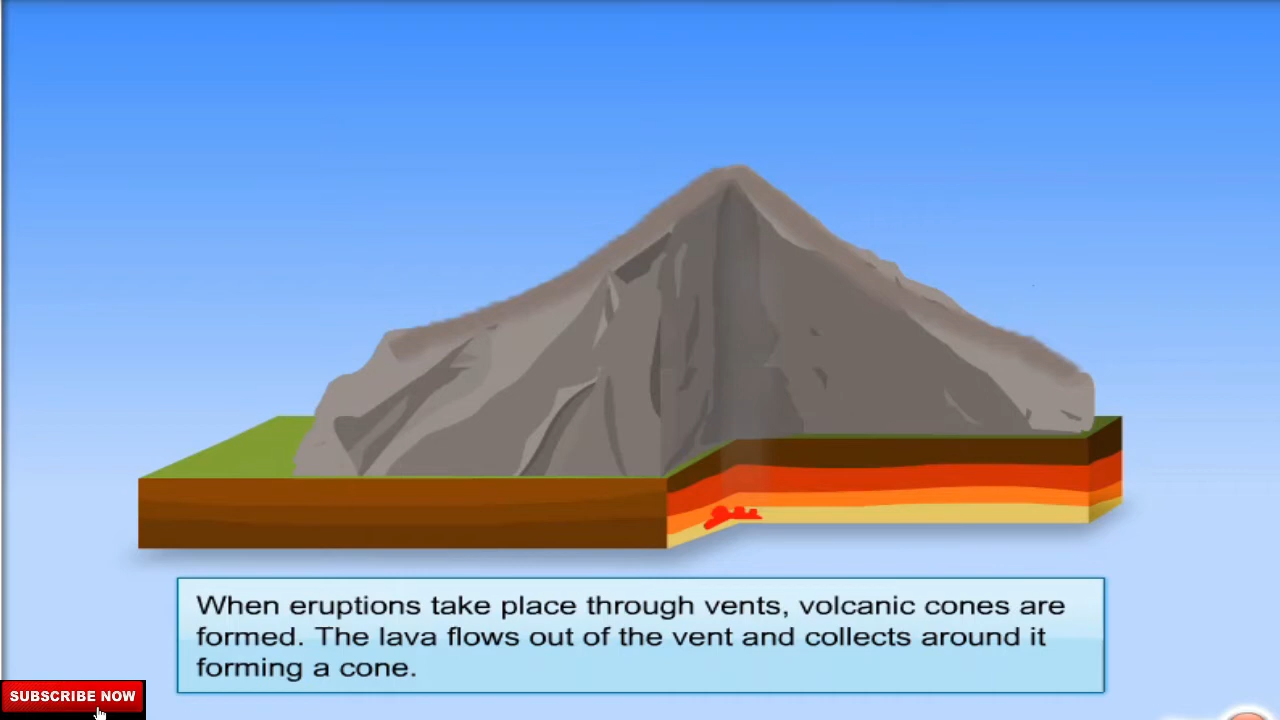 When eruptions take place through vents, volcanic cones are
formed. The lava flows out of the vent and collects around it
forming a cone.
SUBSCRIBE NOW